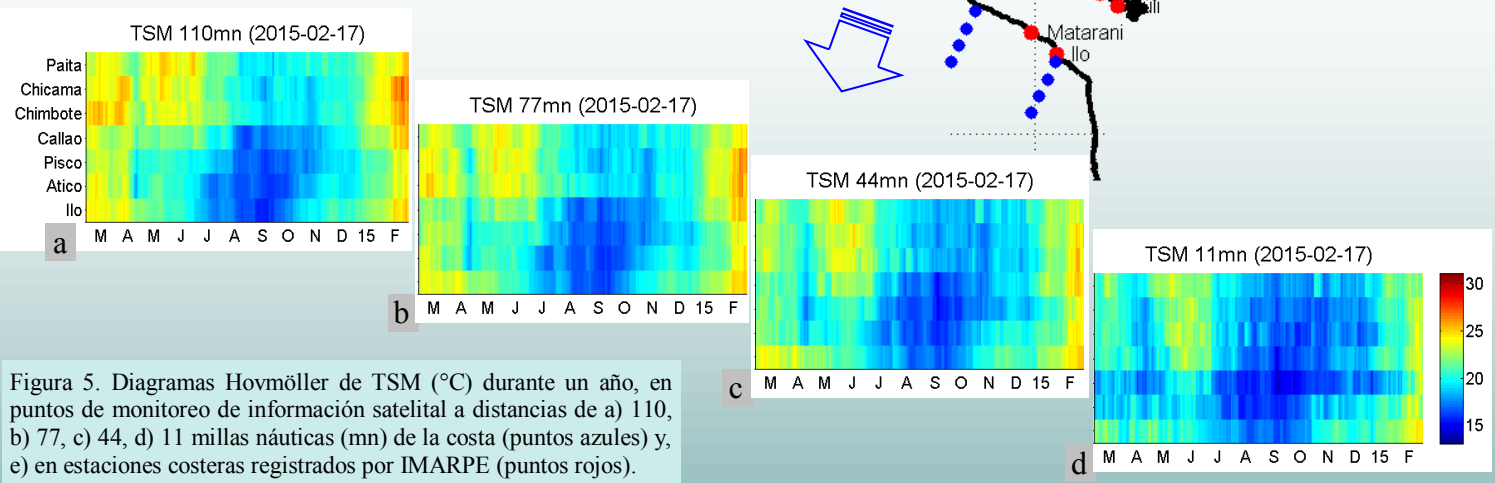 uli
Matarani
Ilo
TSM 110mn (2015-02-17)
Paita
Chicama
Chimbote
Callao
Pisco
Atico
Ilo
M A M J J A S O N D 15 F
a
TSM 77mn (2015-02-17)
M A M J J A S O N D 15 F
b
TSM 44mn (2015-02-17)
M A M J J A S O N D 15 F
c
TSM 11mn (2015-02-17)
30
25
20
15
M A M J J A S O N D 15 F
d
Figura 5. Diagramas Hovmöller de TSM (°C) durante un año, en
puntos de monitoreo de información satelital a distancias de a) 110,
b) 77, c) 44, d) 11 millas náuticas (mn) de la costa (puntos azules) y,
e) en estaciones costeras registrados por IMARPE (puntos rojos).